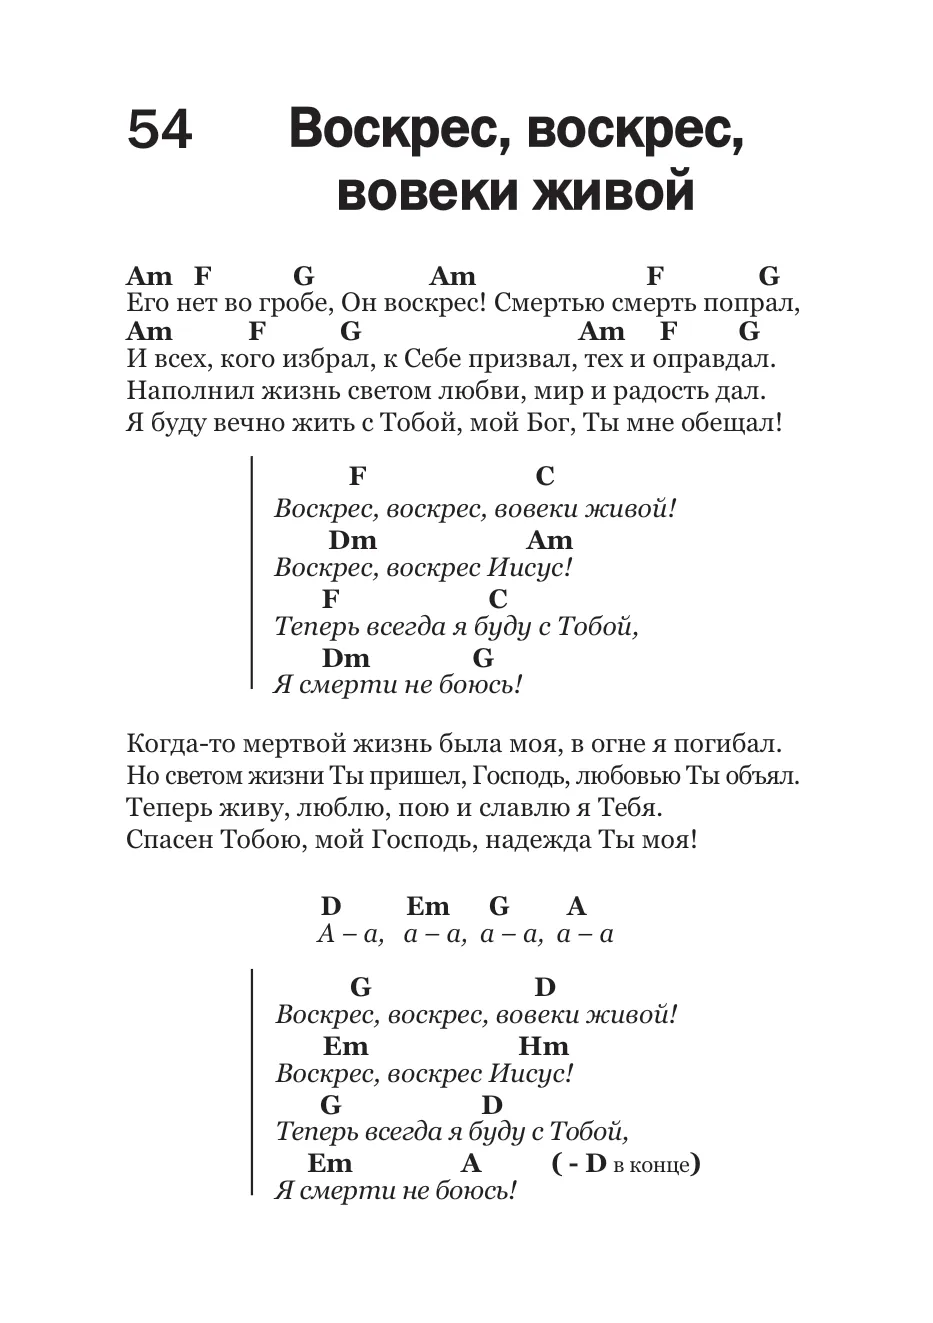 54 Воскрес, воскрес,
вовеки живой
Am F G Am F G
Его нет во гробе, Он воскрес! Смертью смерть попрал,
Am F G Am F G
И всех, кого избрал, к Себе призвал, тех и оправдал.
Наполнил жизнь светом любви, мир и радость дал.
Я буду вечно жить с Тобой, мой Бог, Ты мне обещал!
F C
Воскрес, воскрес, вовеки живой!
Dm Am
Воскрес, воскрес Иисус!
F C
Теперь всегда я буду с Тобой,
Dm G
Я смерти не боюсь!
Когда-то мертвой жизнь была моя, в огне я погибал.
Но светом жизни Ты пришел, Господь, любовью Ты объял.
Теперь живу, люблю, пою и славлю я Тебя.
Спасен Тобою, мой Господь, надежда Ты моя!
D Em G A
А – а, а – а, а – а, а – а
G D
Воскрес, воскрес, вовеки живой!
Em Hm
Воскрес, воскрес Иисус!
G D
Теперь всегда я буду с Тобой,
Em A ( - D в конце)
Я смерти не боюсь!